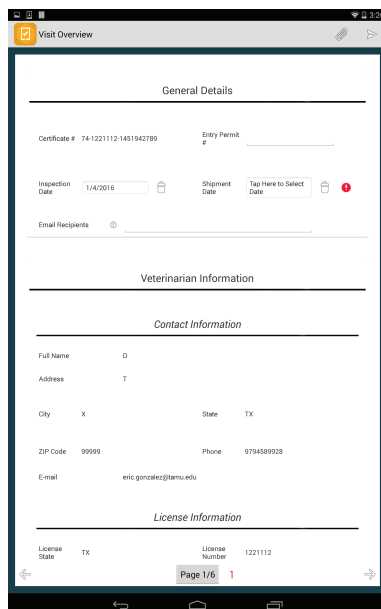 3:20
Visit Overview
General Details
Certificate # 74-1221112-1451942789 Entry Permit
#
Inspection Shipment Tap Here to Select
Date 1/4/2016 Date Date
Email Recipients
Veterinarian Information
Contact Information
Full Name D
Address T
City X State TX
ZIP Code 99999 Phone 9794589928
E-mail eric.gonzalez@tamu.edu
License Information
License TX License 1221112
State Number
Page 1/6 1